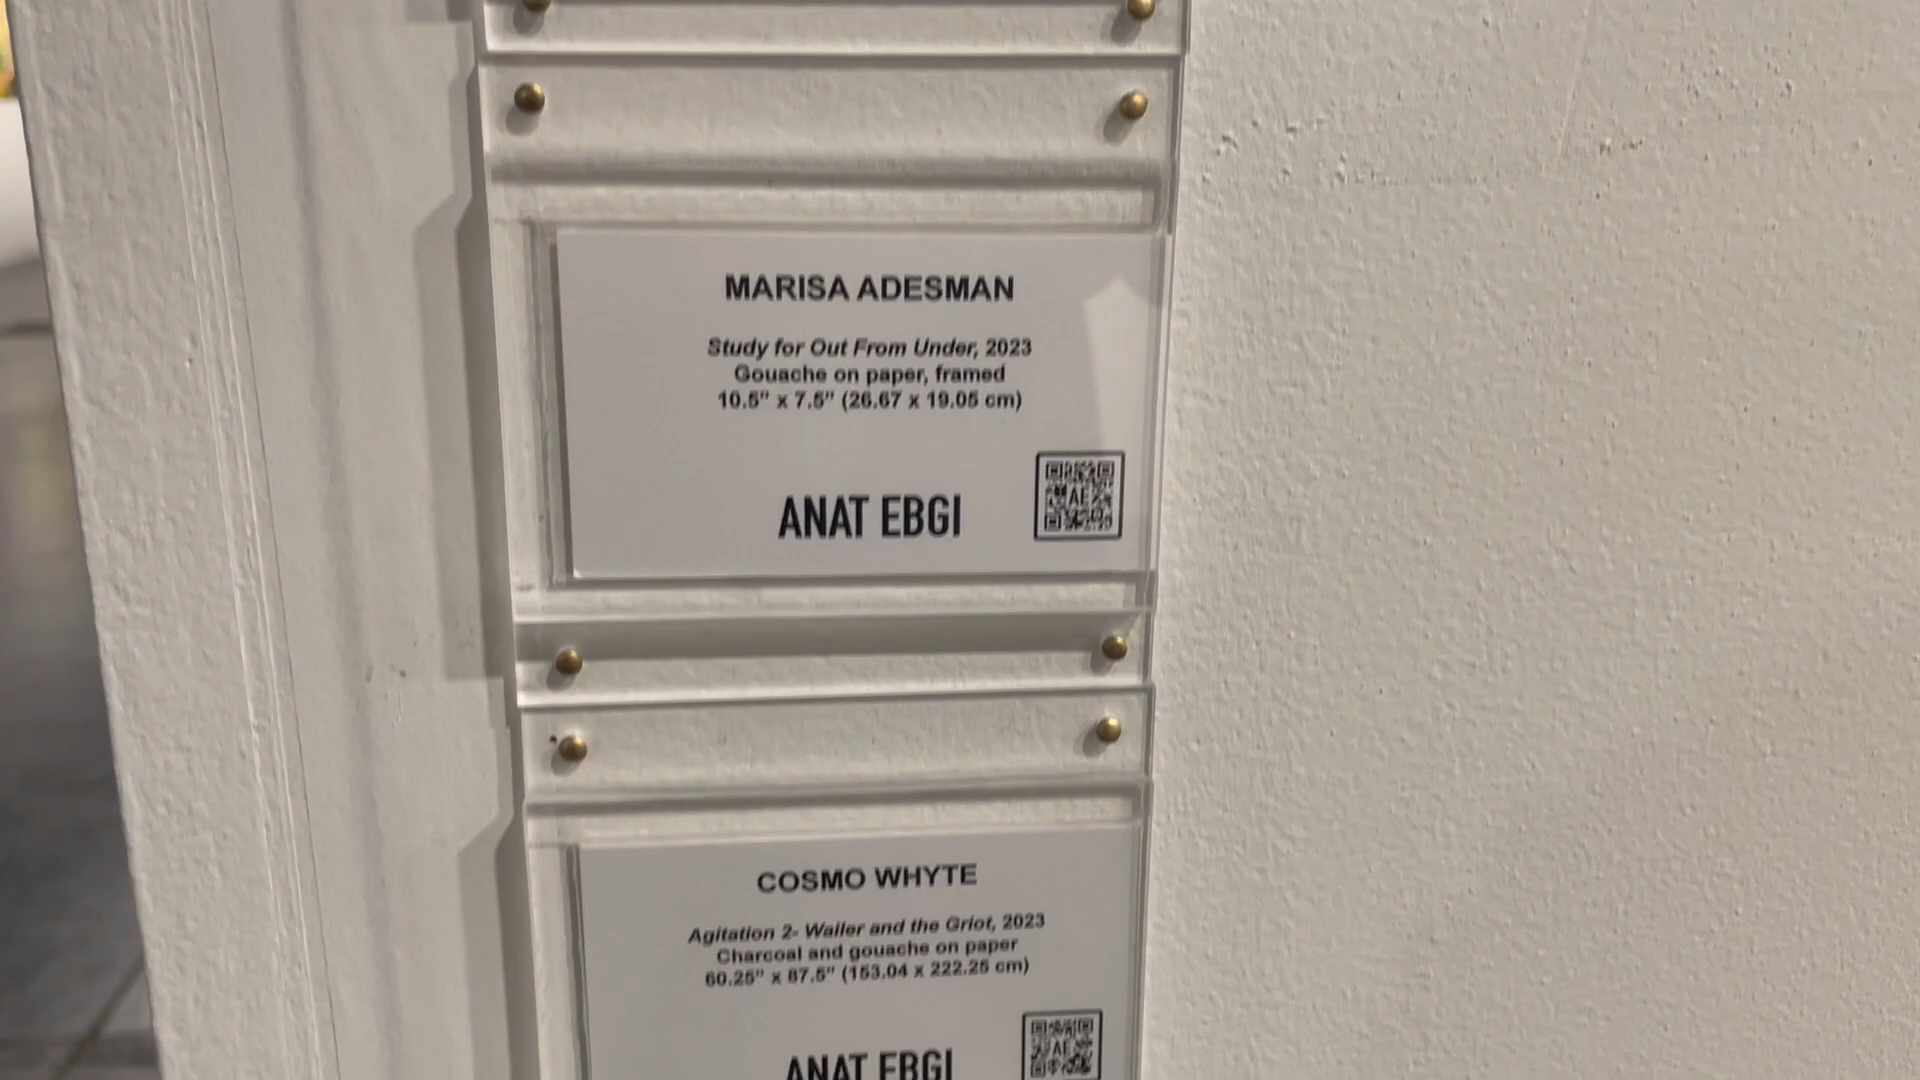 MARISA ADESMAN
Study for Out From Under, 2023
Gouache on paper, framed
10.5" x 7.5" (26.67 x 19.05 cm)
AE
ANAT EBGI
COSMO WHYTE
Agitation 2- Wailer and the Griot, 2023
Charcoal and gouache on paper
60.25" x 87.5" (153.04 x 222.25 cm)
AE
ANAT EBGI